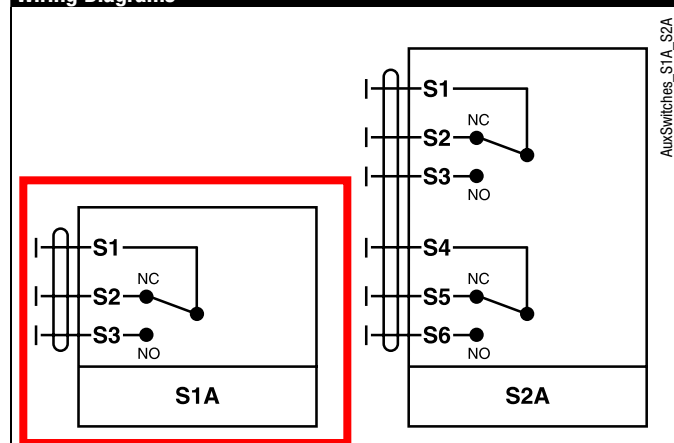 Wiring Diagrams
AuxSwitches_S1A_S2A
S1
NC
S2
S3
NO
S1A
S1
NC
S2
S3
NO
S4
NC
S5
S6
NO
S2A